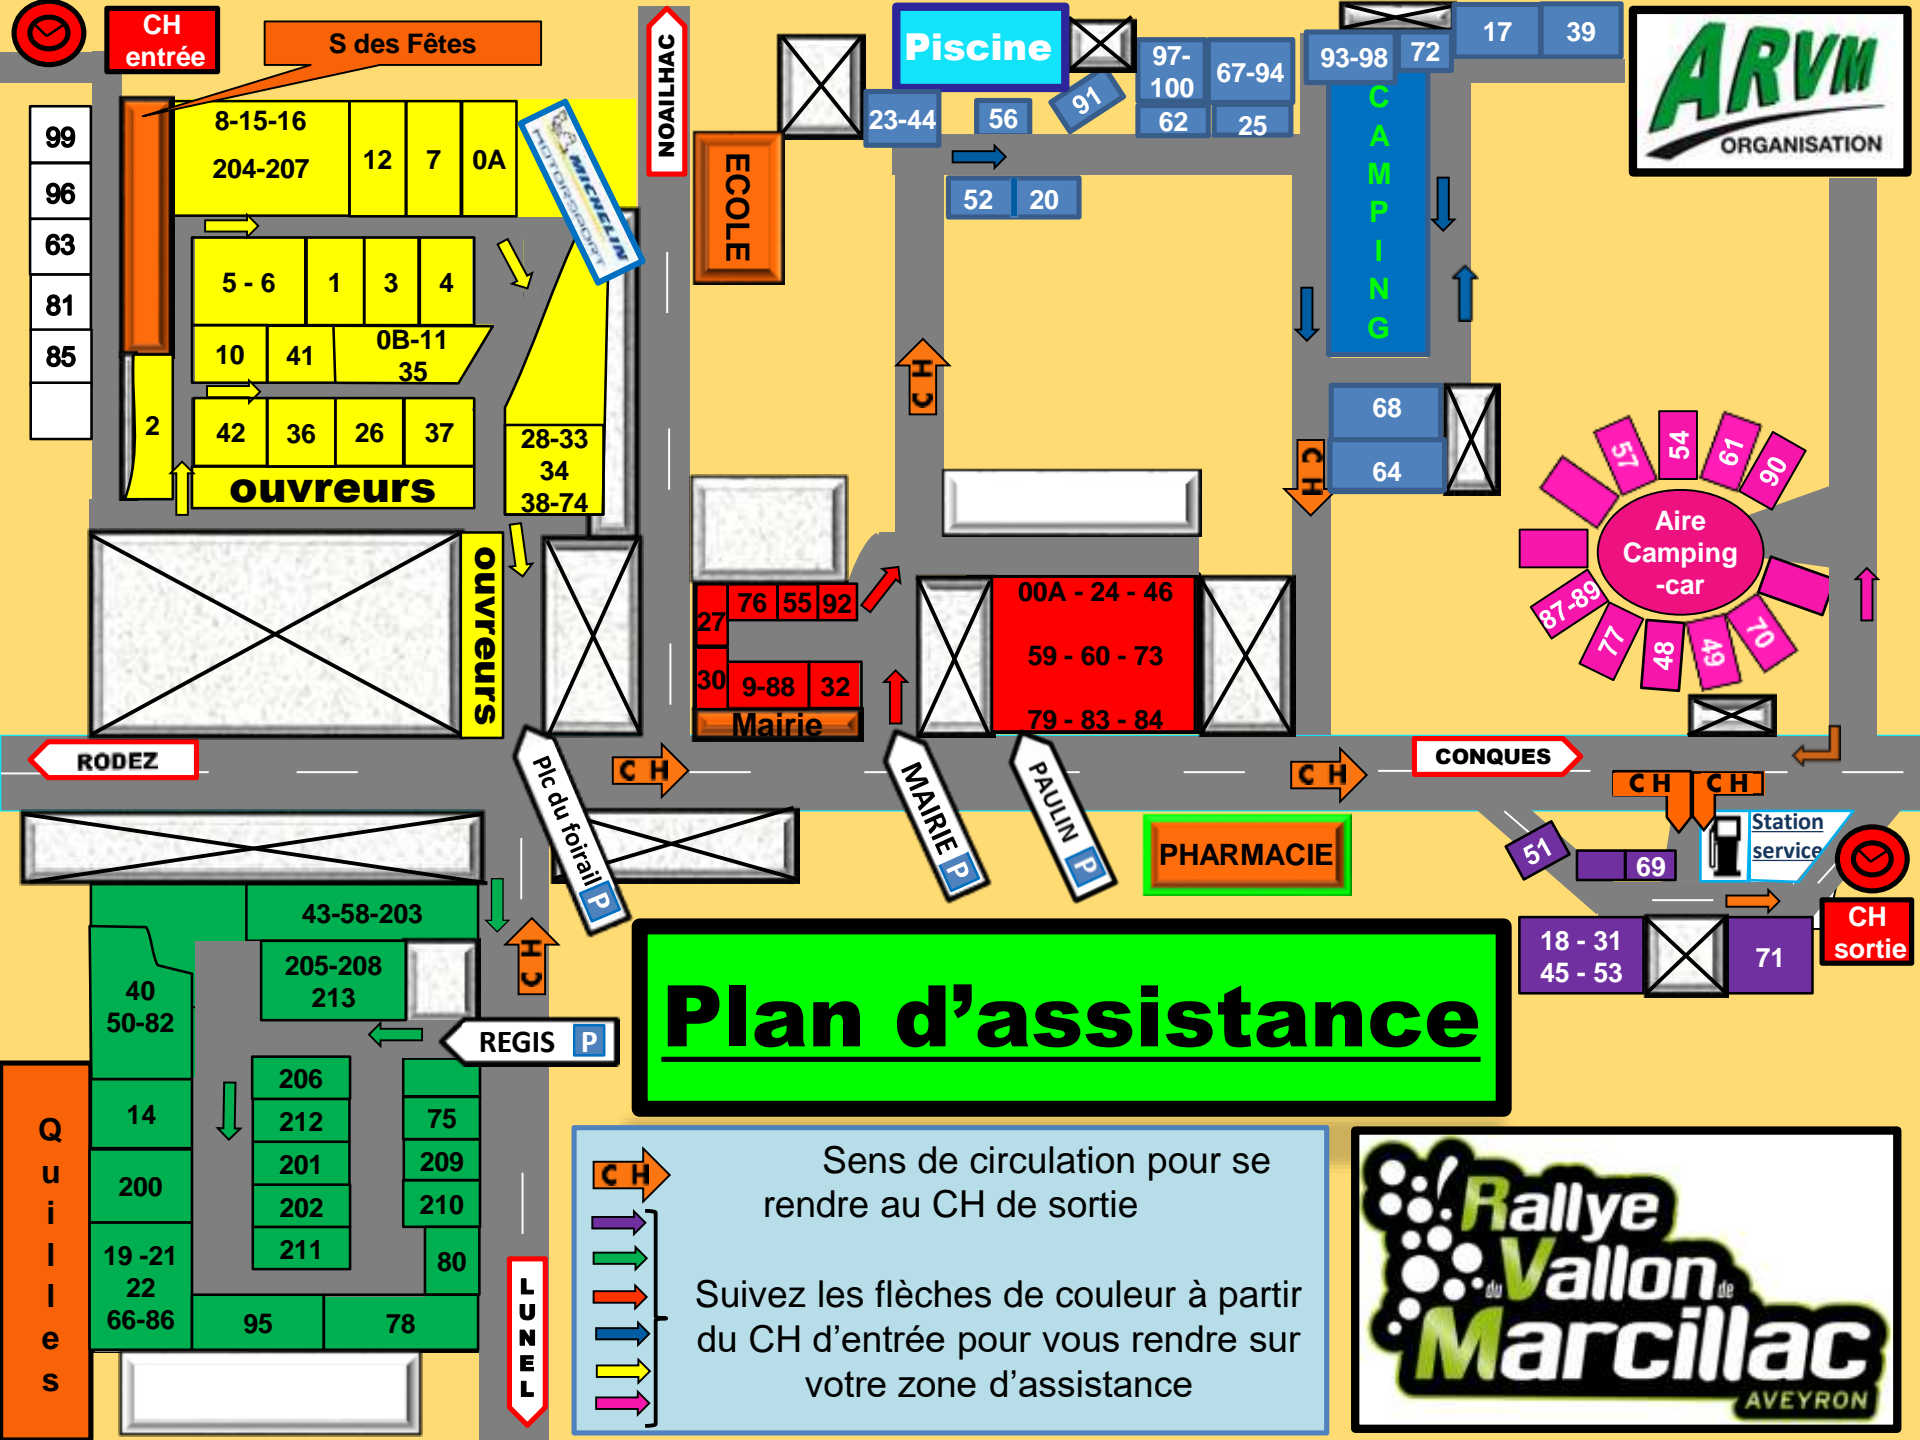 CH
entrée
S des Fêtes
NOAILHAC
Piscine
97-
100
67-94
93-98
72
17
39
ARVM
ORGANISATION
99
96
63
81
85
8-15-16
204-207
12
7
0A
MICHELIN
MOTORSPORT
ECOLE
23-44
56
91
62
25
52
20
CAMPING
5 - 6
1
3
4
10
41
0B-11
35
2
42
36
26
37
ouvreurs
28-33
34
38-74
CH
CH
68
64
57
54
61
90
Aire
Camping
-car
87-89
77
48
49
70
ouvreurs
27
76
55
92
30
9-88
32
Mairie
00A - 24 - 46
59 - 60 - 73
79 - 83 - 84
RODEZ
Plc du foirail P
CH
MAIRIE P
PAULIN P
CH
CONQUES
CH
CH
PHARMACIE
51
69
Station
service
CH
sortie
18 - 31
45 - 53
71
43-58-203
205-208
213
40
50-82
CH
REGIS P
Plan d’assistance
206
212
201
202
211
75
209
210
80
14
200
19 -21
22
66-86
95
78
Quilles
LUNEL
CH
Sens de circulation pour se
rendre au CH de sortie
Suivez les flèches de couleur à partir
du CH d’entrée pour vous rendre sur
votre zone d’assistance
Rallye
du Vallon de
Marcillac
AVEYRON